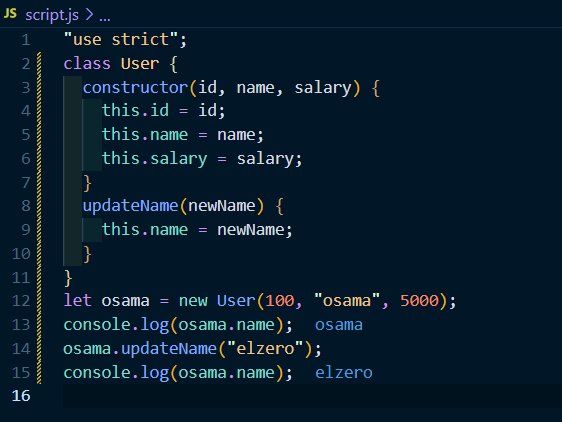 JS script.js > ...
1 "use strict";
2 class User {
3 constructor(id, name, salary) {
4 this.id = id;
5 this.name = name;
6 this.salary = salary;
7 }
8 updateName(newName) {
9 this.name = newName;
10 }
11 }
12 let osama = new User(100, "osama", 5000);
13 console.log(osama.name); osama
14 osama.updateName("elzero");
15 console.log(osama.name); elzero
16